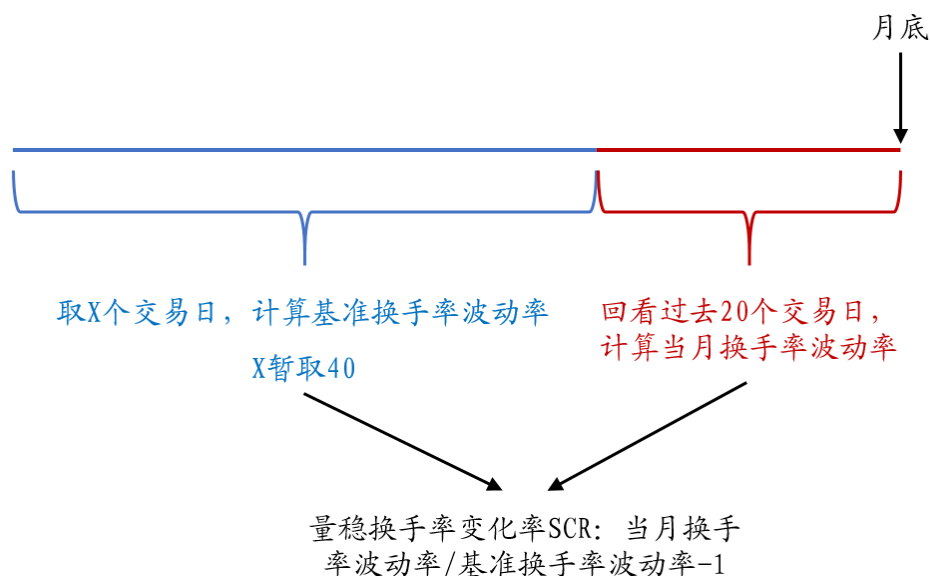 月底
取X个交易日，计算基准换手率波动率
X暂取40
回看过去20个交易日，
计算当月换手率波动率
量稳换手率变化率SCR：当月换手
率波动率/基准换手率波动率-1